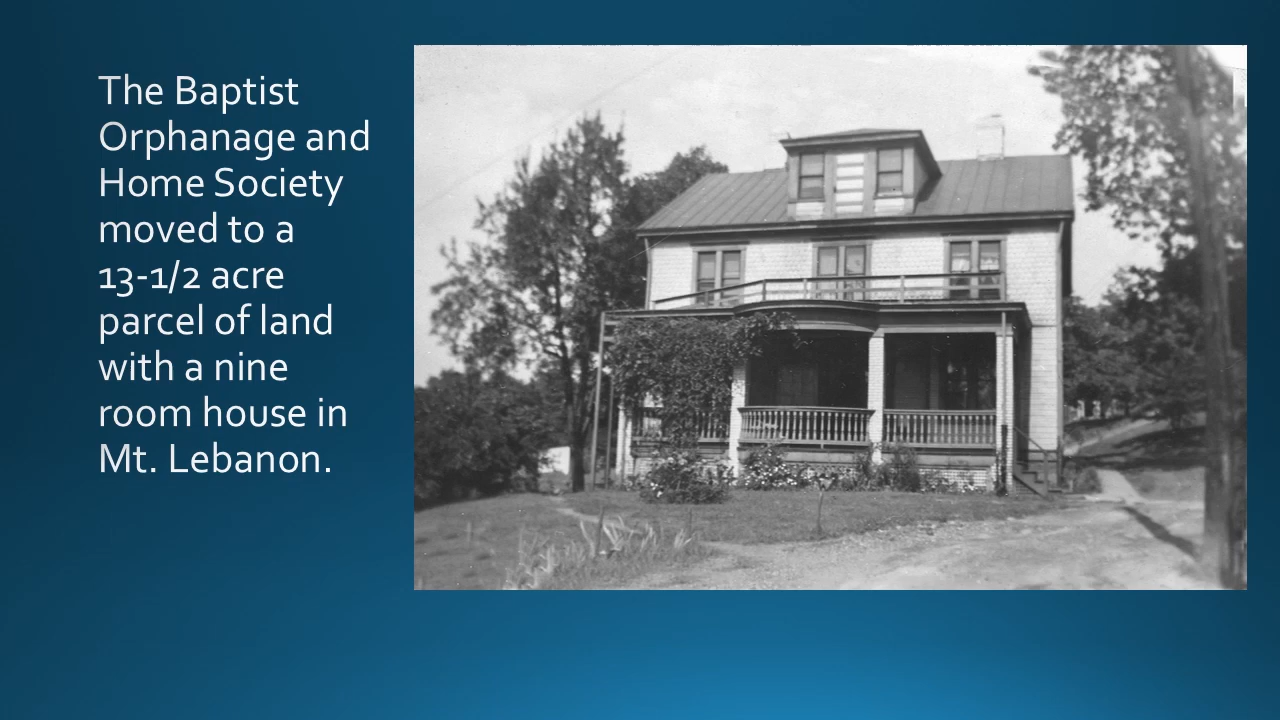 The Baptist
Orphanage and
Home Society
moved to a
13-1/2 acre
parcel of land
with a nine
room house in
Mt. Lebanon.